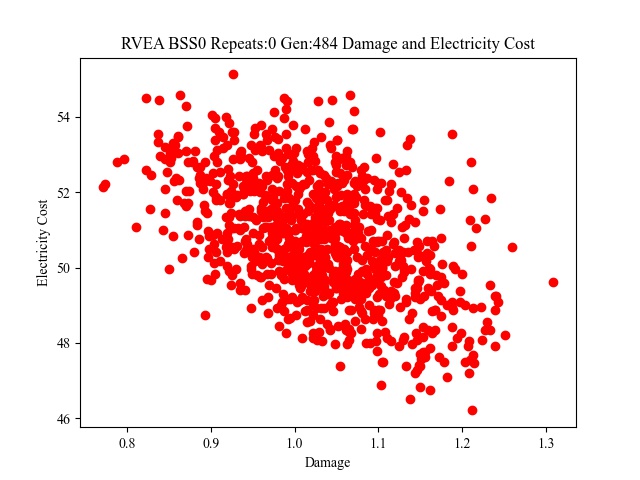 RVEA BSS0 Repeats:0 Gen:484 Damage and Electricity Cost
54
52
50
48
46
Electricity Cost
0.8 0.9 1.0 1.1 1.2 1.3
Damage